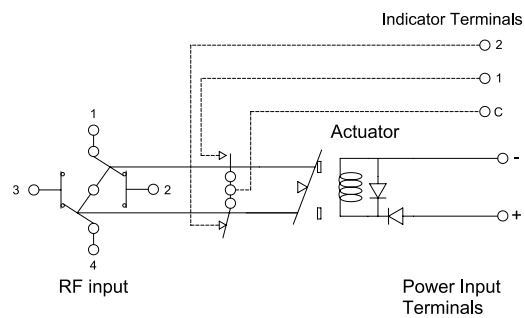 Indicator Terminals
2
1
C
Actuator
1
3
2
4
-
+
RF input
Power Input
Terminals